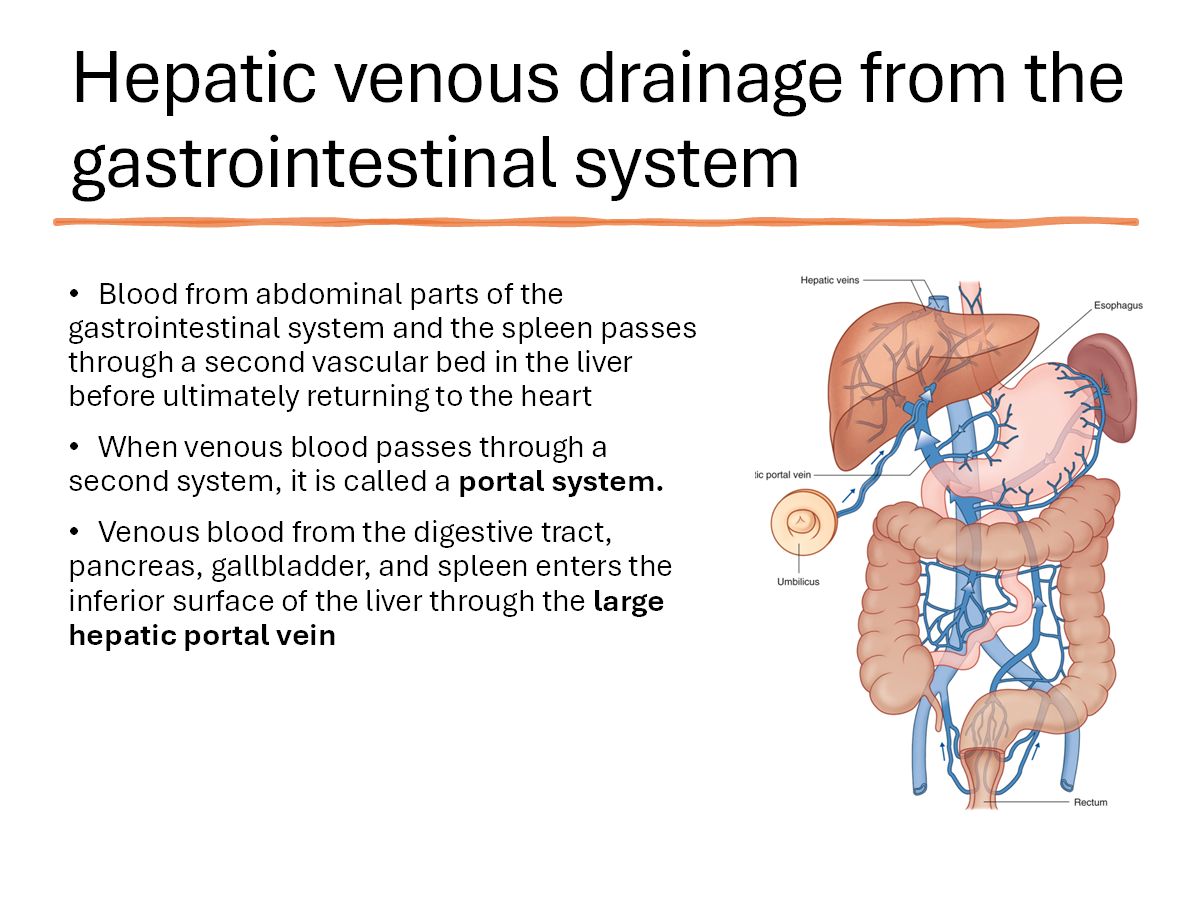 Hepatic venous drainage from the
gastrointestinal system
• Blood from abdominal parts of the
gastrointestinal system and the spleen passes
through a second vascular bed in the liver
before ultimately returning to the heart
• When venous blood passes through a
second system, it is called a portal system.
• Venous blood from the digestive tract,
pancreas, gallbladder, and spleen enters the
inferior surface of the liver through the large
hepatic portal vein
Hepatic veins
Esophagus
tic portal vein
Umbilicus
Rectum